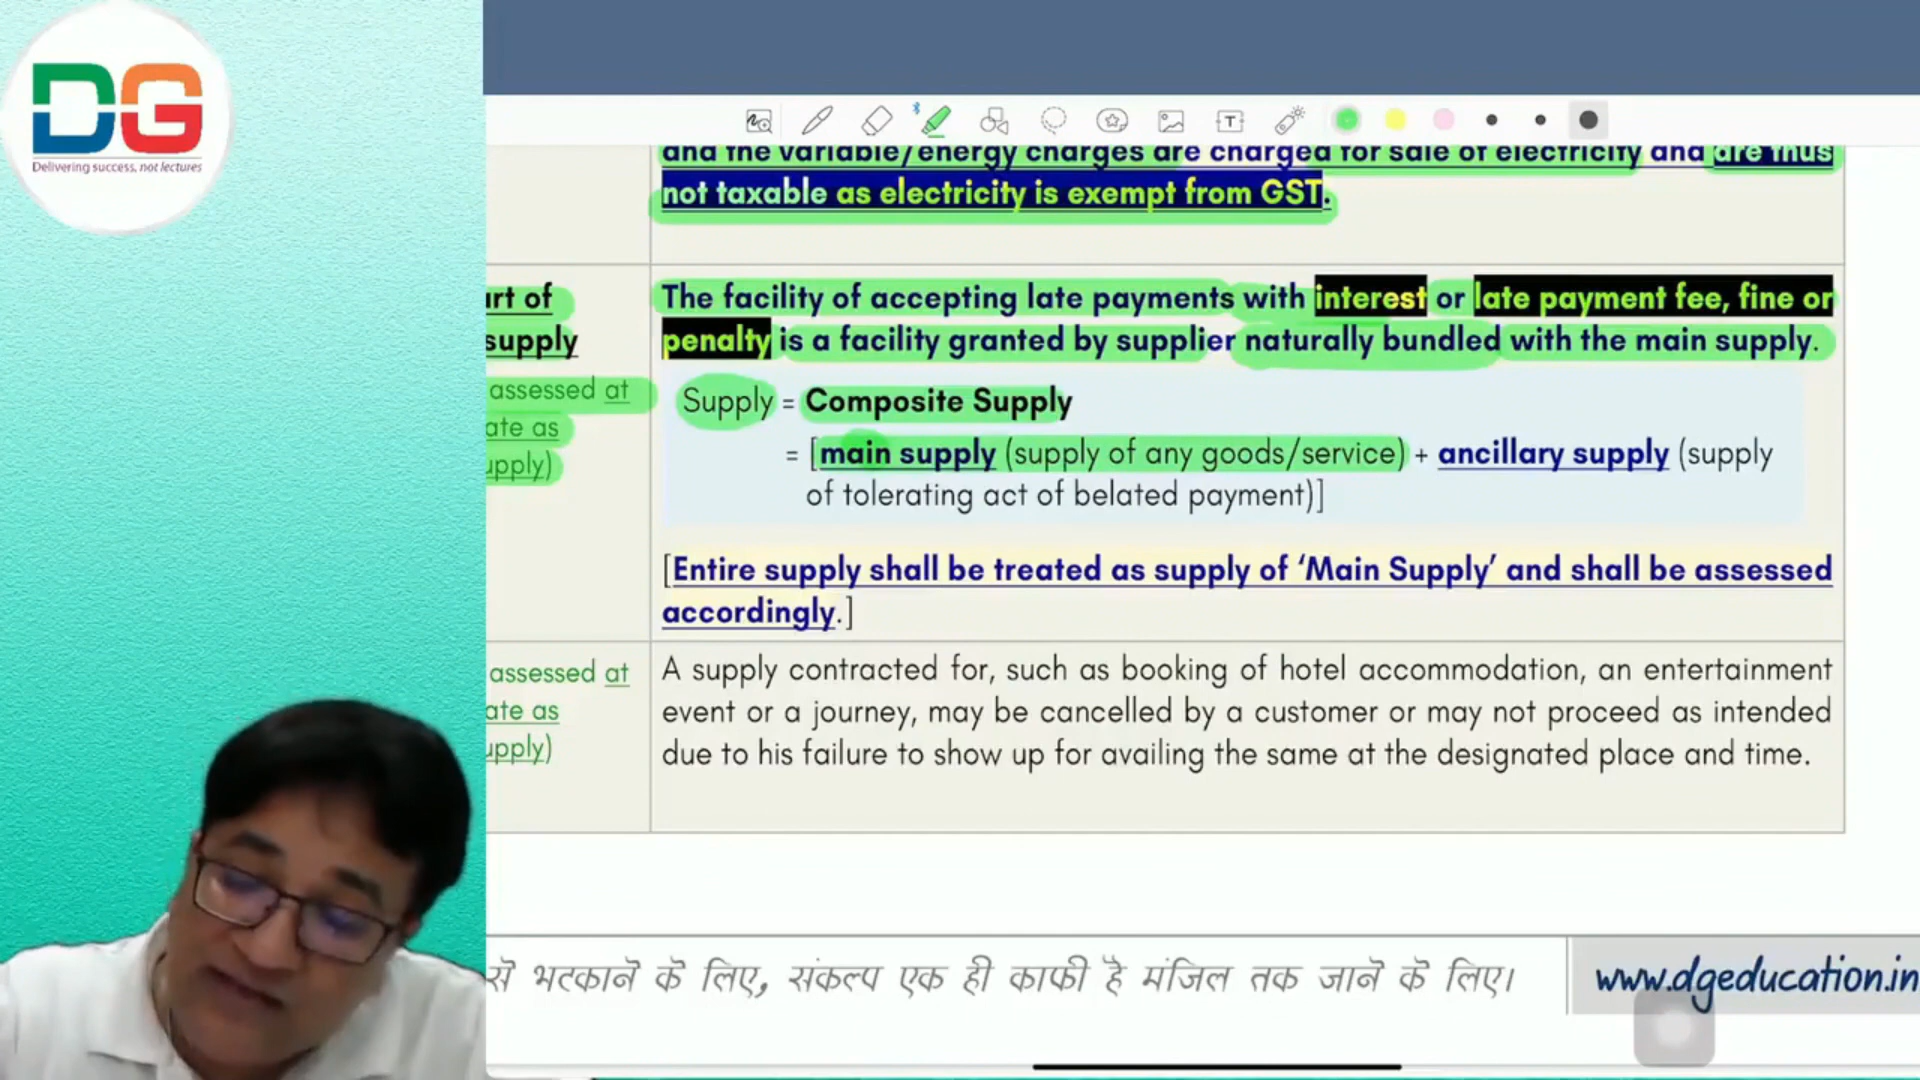 DG
Delivering success, not lectures
and the variable/energy charges are charged for sale of electricity and are thus
not taxable as electricity is exempt from GST.
art of
supply
assessed at
ate as
upply)
The facility of accepting late payments with interest or late payment fee, fine or
penalty is a facility granted by supplier naturally bundled with the main supply.
Supply = Composite Supply
= [main supply (supply of any goods/service) + ancillary supply (supply
of tolerating act of belated payment)]
[Entire supply shall be treated as supply of ‘Main Supply’ and shall be assessed
accordingly.]
assessed at
ate as
upply)
A supply contracted for, such as booking of hotel accommodation, an entertainment
event or a journey, may be cancelled by a customer or may not proceed as intended
due to his failure to show up for availing the same at the designated place and time.
से भटकाने के लिए, संकल्प एक ही काफी है मंजिल तक जाने के लिए।
www.dgeducation.in